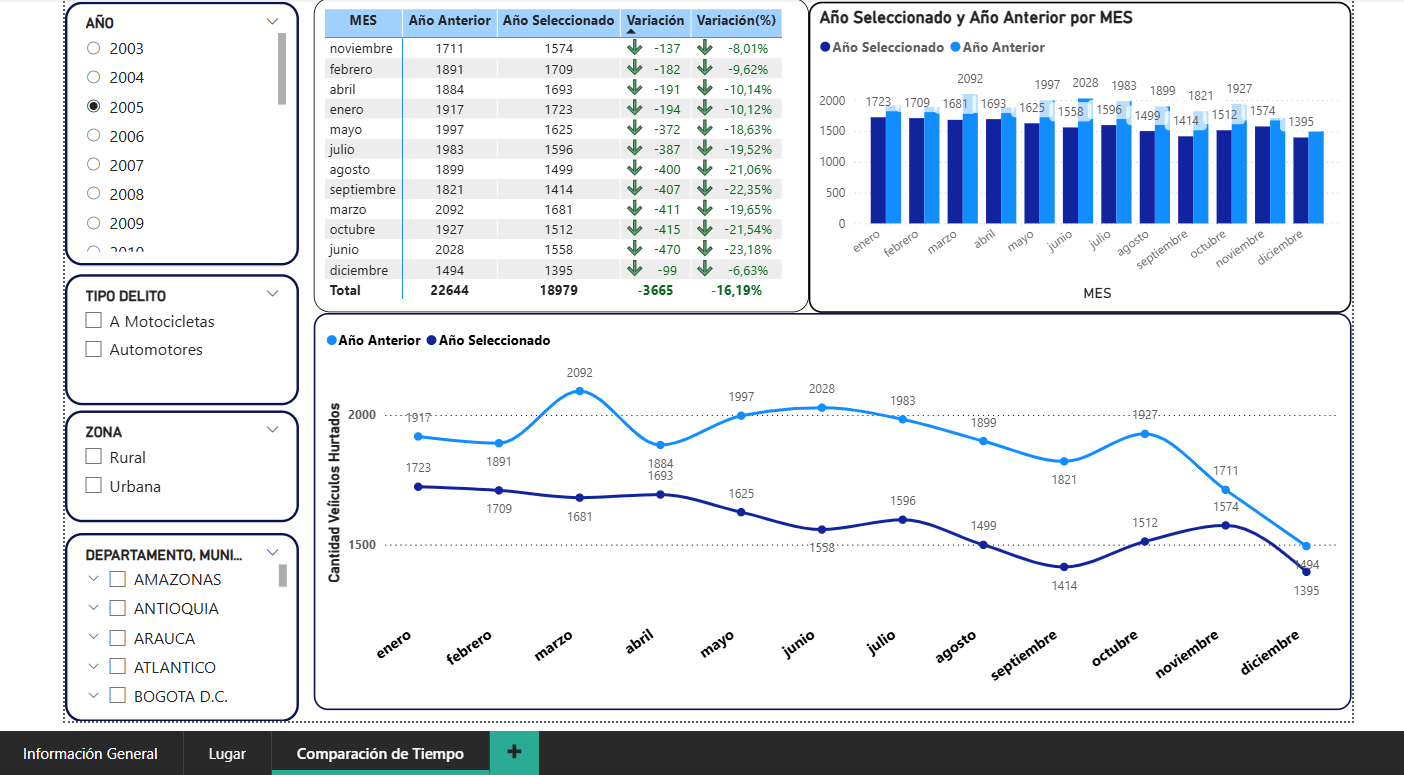 AÑO
2003
2004
2005
2006
2007
2008
2009
2010
TIPO DELITO
A Motocicletas
Automotores
ZONA
Rural
Urbana
DEPARTAMENTO, MUNI...
AMAZONAS
ANTIOQUIA
ARAUCA
ATLANTICO
BOGOTA D.C.
MES Año Anterior Año Seleccionado Variación Variación(%)
noviembre 1711 1574 -137 -8,01%
febrero 1891 1709 -182 -9,62%
abril 1884 1693 -191 -10,14%
enero 1917 1723 -194 -10,12%
mayo 1997 1625 -372 -18,63%
julio 1983 1596 -387 -19,52%
agosto 1899 1499 -400 -21,06%
septiembre 1821 1414 -407 -22,35%
marzo 2092 1681 -411 -19,65%
octubre 1927 1512 -415 -21,54%
junio 2028 1558 -470 -23,18%
diciembre 1494 1395 -99 -6,63%
Total 22644 18979 -3665 -16,19%
Año Seleccionado y Año Anterior por MES
Año Seleccionado Año Anterior
2000
1500
1000
500
0
1723 1709 1681 1693 1625 1558 1596 1499 1414 1512 1574 1395
2092 1997 2028 1983 1899 1821 1927
enero febrero marzo abril mayo junio julio agosto septiembre octubre noviembre diciembre
MES
Año Anterior Año Seleccionado
Cantidad Veíiculos Hurtados
2000
1500
1917 1891 2092 1884 1997 2028 1983 1899 1821 1927 1711 1494
1723 1709 1681 1693 1625 1558 1596 1499 1414 1512 1574 1395
enero febrero marzo abril mayo junio julio agosto septiembre octubre noviembre diciembre
Información General Lugar Comparación de Tiempo +